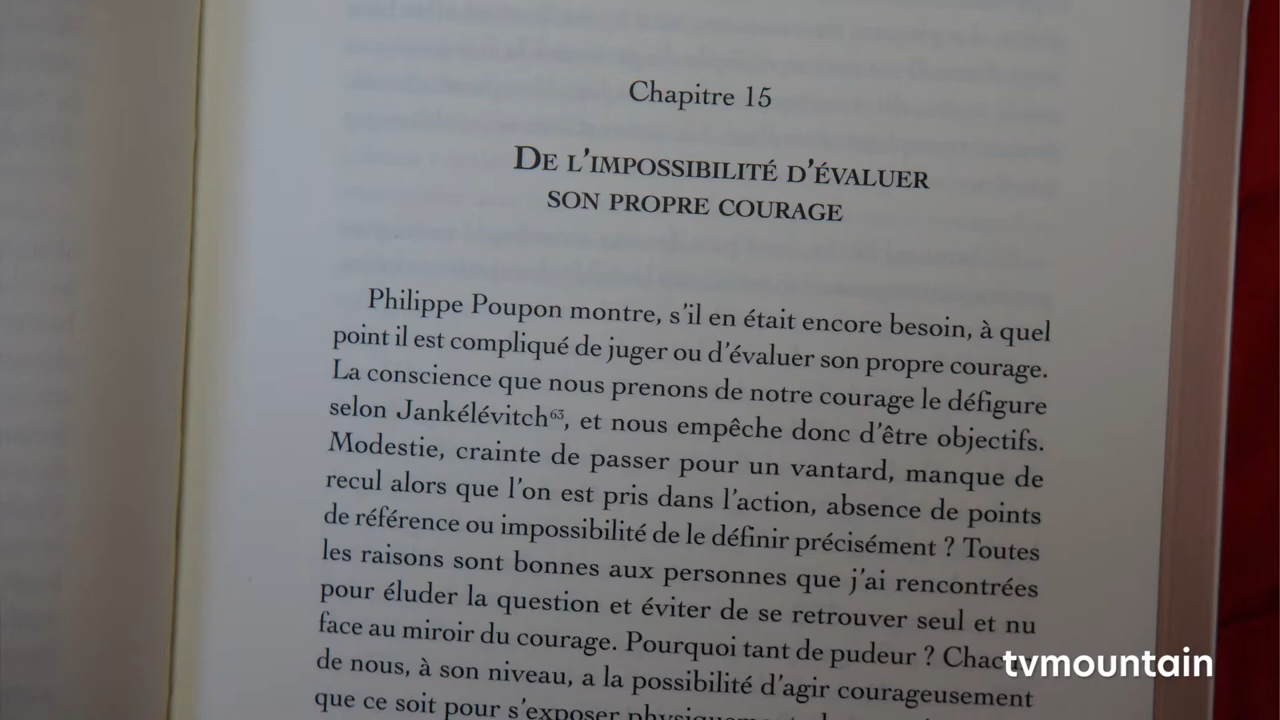 Chapitre 15
DE L'IMPOSSIBILITÉ D'ÉVALUER
SON PROPRE COURAGE
Philippe Poupon montre, s'il en était encore besoin, à quel
point il est compliqué de juger ou d'évaluer son propre courage.
La conscience que nous prenons de notre courage le défigure
selon Jankélévitch⁶³, et nous empêche donc d'être objectifs.
Modestie, crainte de passer pour un vantard, manque de
recul alors que l'on est pris dans l'action, absence de points
de référence ou impossibilité de le définir précisément ? Toutes
les raisons sont bonnes aux personnes que j'ai rencontrées
pour éluder la question et éviter de se retrouver seul et nu
face au miroir du courage. Pourquoi tant de pudeur ?
de nous, à son niveau, a la possibilité d'agir courageusement
que ce soit pour s'exposer physiquement
tvmountain